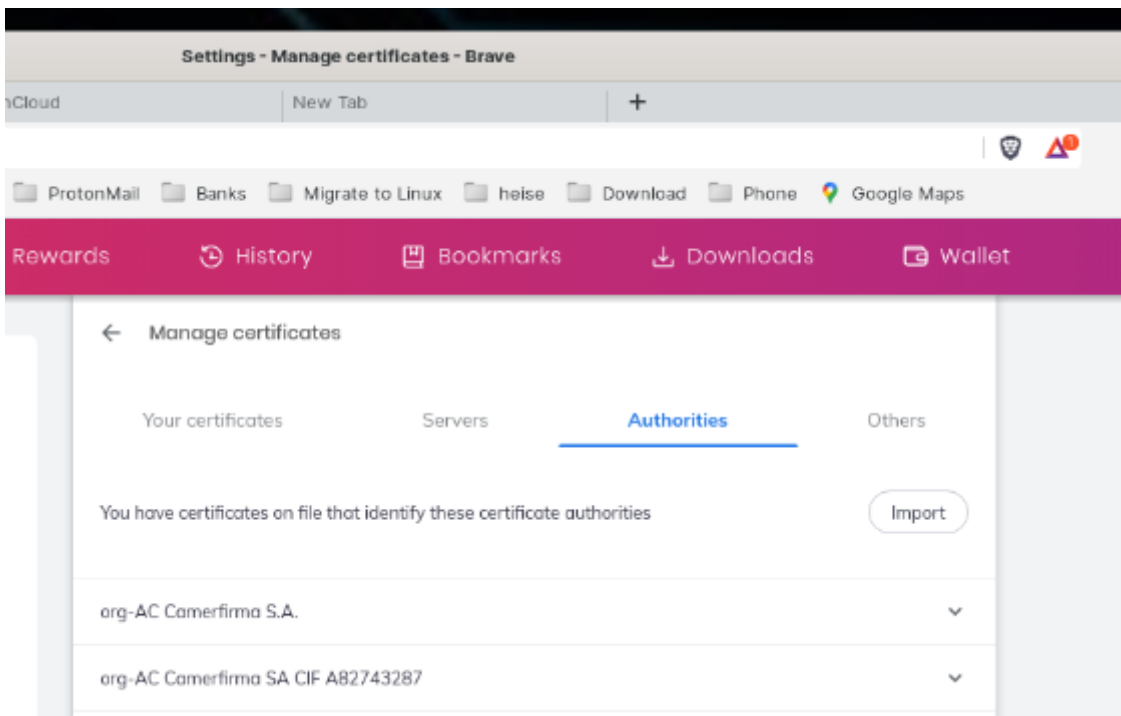 Settings - Manage certificates - Brave
nCloud New Tab +
1
ProtonMail Banks Migrate to Linux heise Download Phone Google Maps
Rewards History Bookmarks Downloads Wallet
Manage certificates
Your certificates Servers Authorities Others
You have certificates on file that identify these certificate authorities Import
org-AC Camerfirma S.A.
org-AC Camerfirma SA CIF A82743287